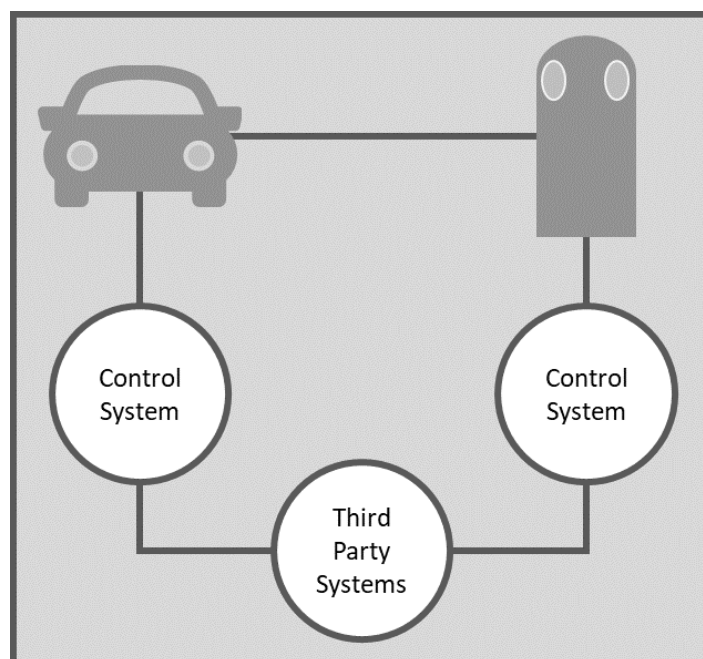 Control
System
Control
System
Third
Party
Systems